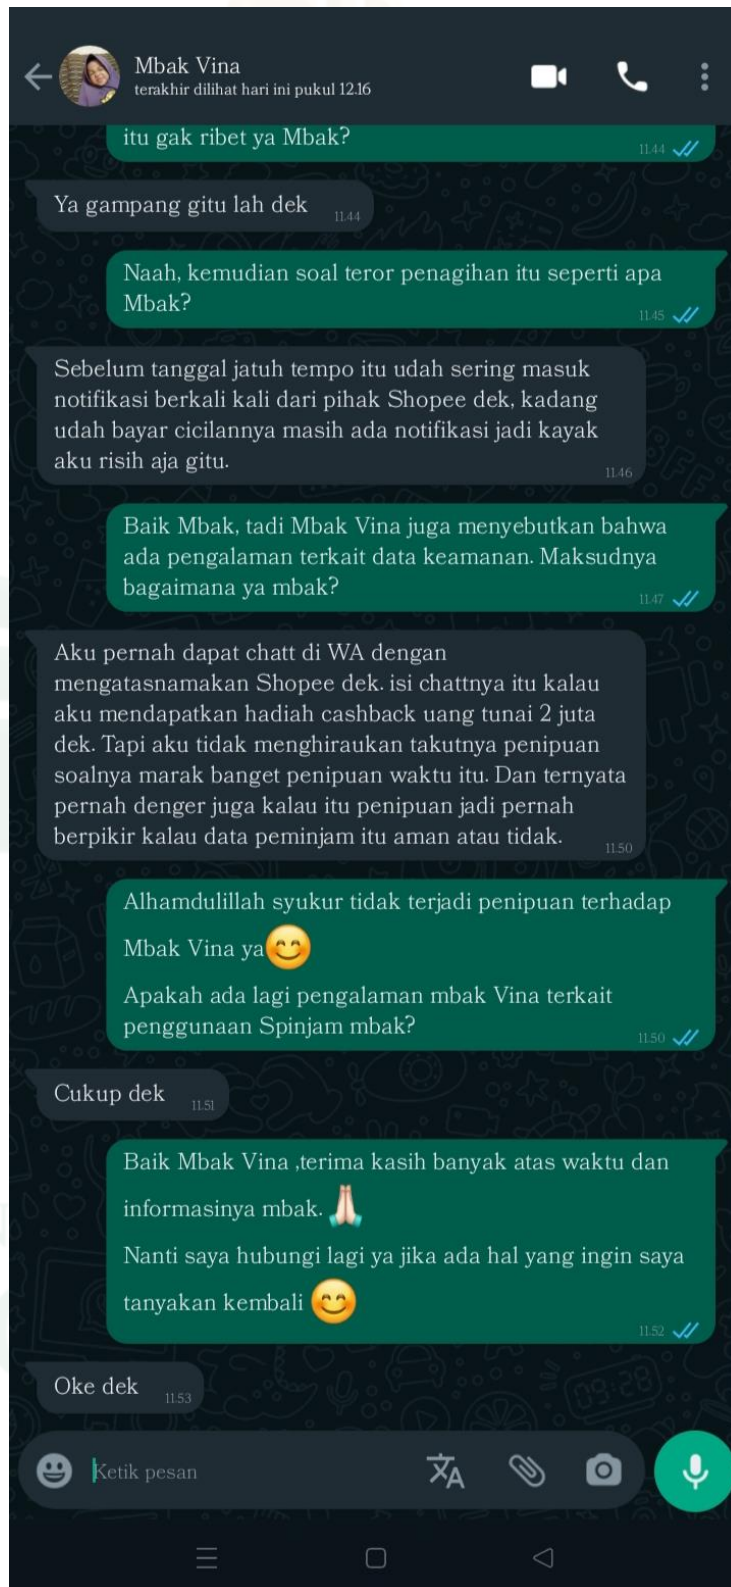 Mbak Vina
terakhir dilihat hari ini pukul 12.16
itu gak ribet ya Mbak?
11.44
Ya gampang gitu lah dek
11.44
Naah, kemudian soal teror penagihan itu seperti apa
Mbak?
11.45
Sebelum tanggal jatuh tempo itu udah sering masuk
notifikasi berkali kali dari pihak Shopee dek, kadang
udah bayar cicilannya masih ada notifikasi jadi kayak
aku risih aja gitu.
11.46
Baik Mbak, tadi Mbak Vina juga menyebutkan bahwa
ada pengalaman terkait data keamanan. Maksudnya
bagaimana ya mbak?
11.47
Aku pernah dapat chatt di WA dengan
mengatasnamakan Shopee dek. isi chattnya itu kalau
aku mendapatkan hadiah cashback uang tunai 2 juta
dek. Tapi aku tidak menghiraukan takutnya penipuan
soalnya marak banget penipuan waktu itu. Dan ternyata
pernah denger juga kalau itu penipuan jadi pernah
berpikir kalau data peminjam itu aman atau tidak.
11.50
Alhamdulillah syukur tidak terjadi penipuan terhadap
Mbak Vina ya😊
Apakah ada lagi pengalaman mbak Vina terkait
penggunaan Spinjam mbak?
11.50
Cukup dek
11.51
Baik Mbak Vina ,terima kasih banyak atas waktu dan
informasinya mbak. 🙏🏻
Nanti saya hubungi lagi ya jika ada hal yang ingin saya
tanyakan kembali 😊
11.52
Oke dek
11.53
Ketik pesan